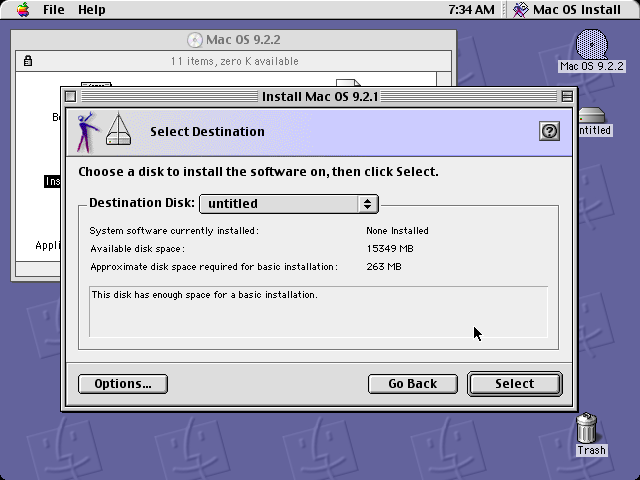 File Help 7:34 AM Mac OS Install
Mac OS 9.2.2
11 items, zero K available
Mac OS 9.2.2
Install Mac OS 9.2.1
Select Destination
?
Choose a disk to install the software on, then click Select.
Destination Disk: untitled
System software currently installed: None Installed
Available disk space: 15349 MB
Approximate disk space required for basic installation: 263 MB
This disk has enough space for a basic installation.
Options... Go Back Select
Trash